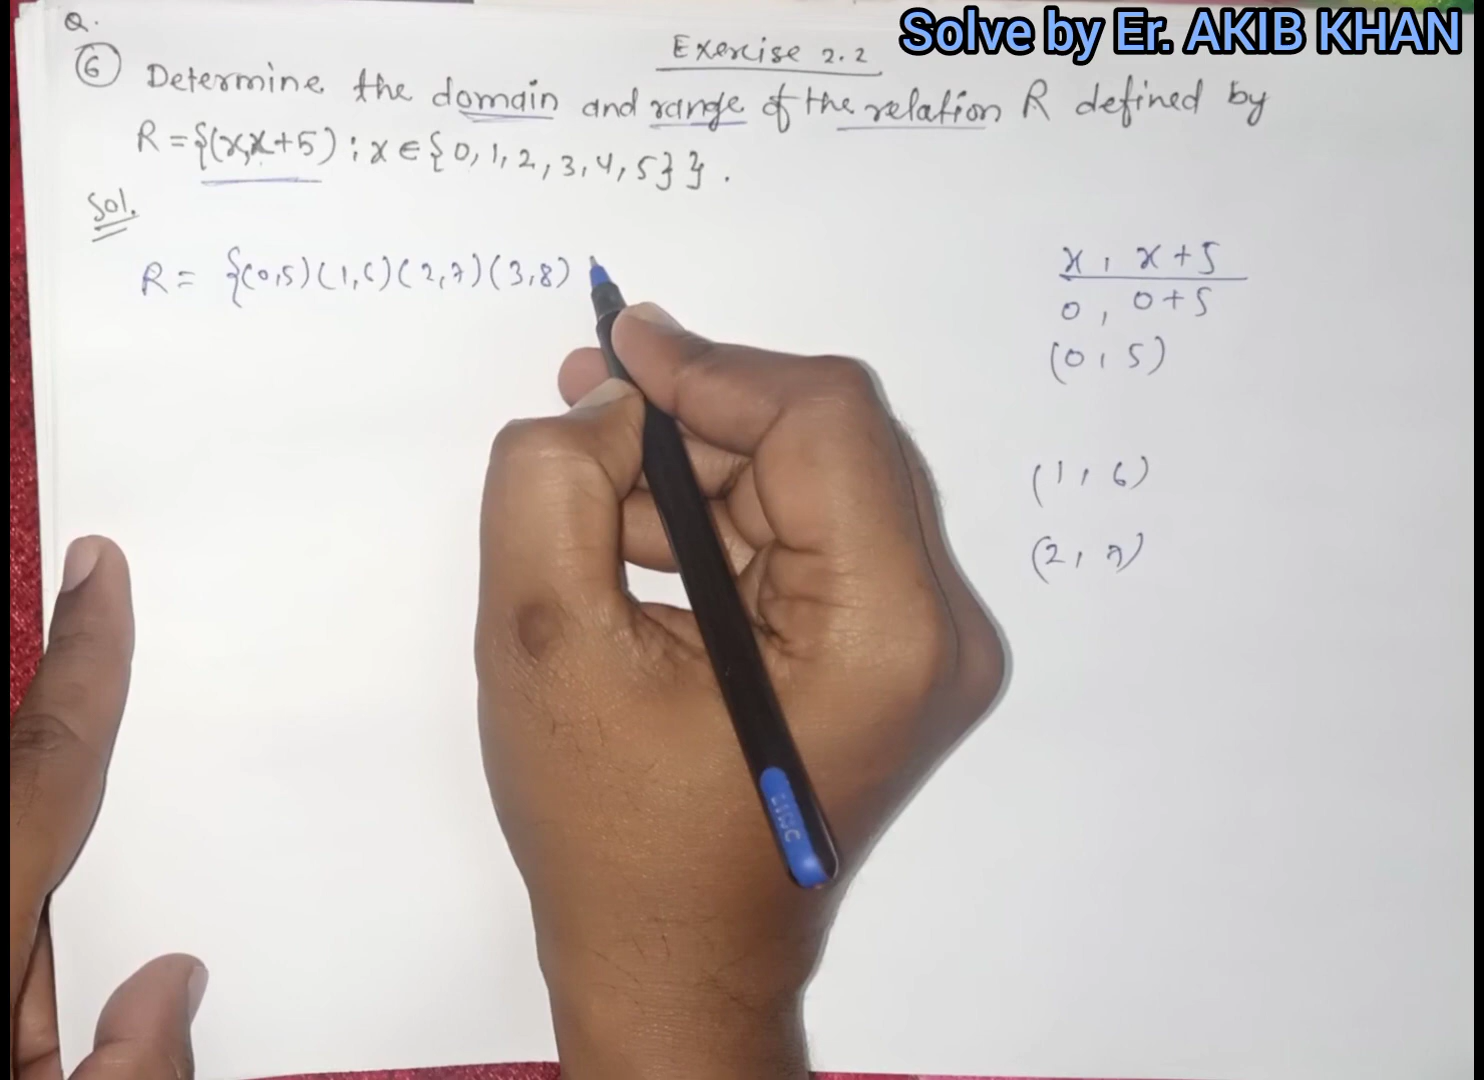 Solve by Er. AKIB KHAN
Q.
Exercise 2.2
6 Determine the domain and range of the relation R defined by
R = {(x,x+5) : x ∈ {0, 1, 2, 3, 4, 5} } .
Sol.
R = {(0,5) (1,6) (2,7) (3,8)
x , x+5
0 , 0+5
(0, 5)
(1, 6)
(2, 7)
LINC